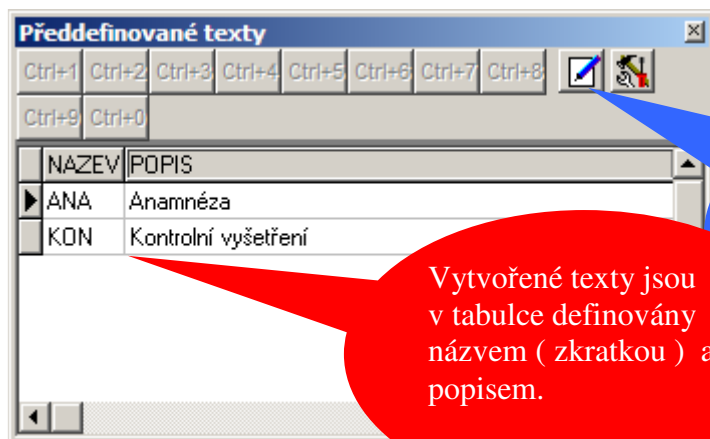 Předdefinované texty
Ctrl+1 Ctrl+2 Ctrl+3 Ctrl+4 Ctrl+5 Ctrl+6 Ctrl+7 Ctrl+8
Ctrl+9 Ctrl+0
NAZEV POPIS
ANA Anamnéza
KON Kontrolní vyšetření
Vytvořené texty jsou
v tabulce definovány
názvem ( zkratkou ) a
popisem.